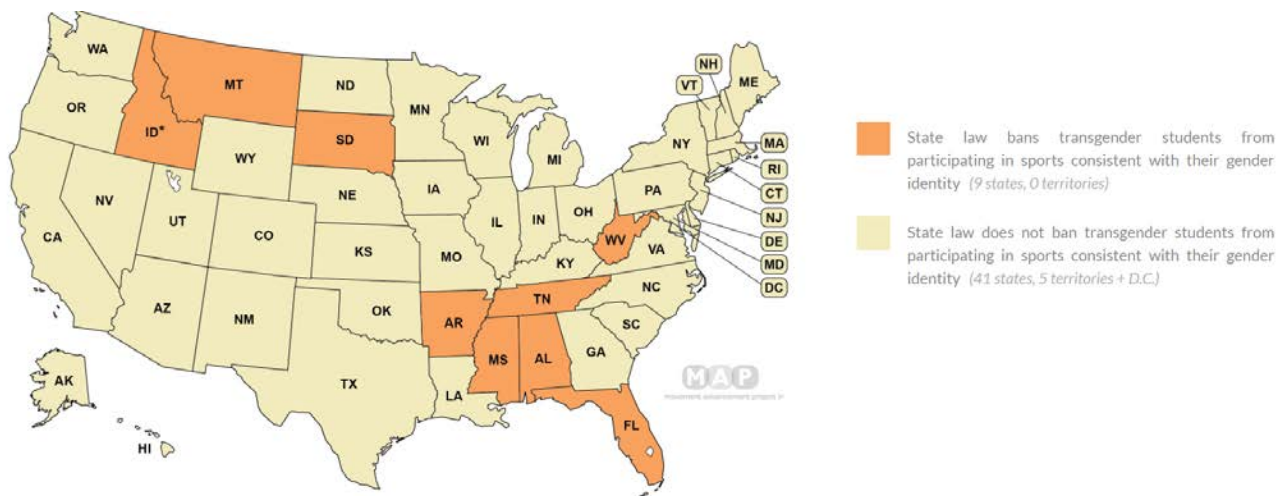 WA
MT
ND
MN
OR
ID*
SD
WI
MI
WY
NE
IA
NV
UT
CO
CA
KS
MO
IL
IN
OH
PA
NY
VT
NH
ME
MA
RI
CT
NJ
DE
MD
DC
WV
VA
KY
NC
TN
SC
AZ
NM
OK
AR
MS
AL
GA
TX
LA
FL
AK
HI
MAP
movement advancement project
State law bans transgender students from
participating in sports consistent with their gender
identity (9 states, 0 territories)
State law does not ban transgender students from
participating in sports consistent with their gender
identity (41 states, 5 territories + D.C.)